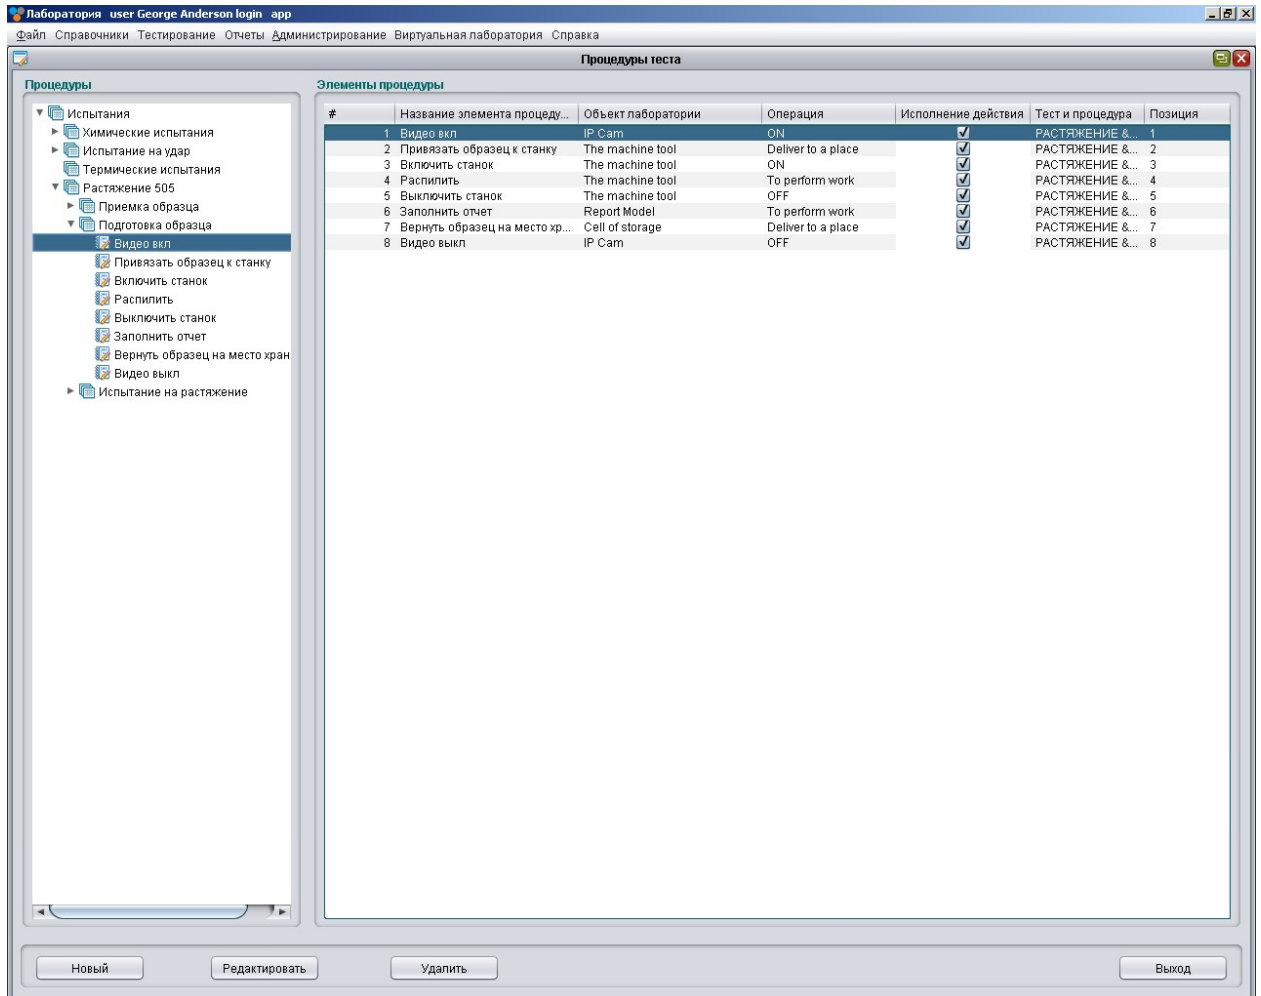 Лаборатория user George Anderson login app
Файл Справочники Тестирование Отчеты Администрирование Виртуальная лаборатория Справка
Процедуры теста
Процедуры
Испытания
Химические испытания
Испытание на удар
Термические испытания
Растяжение 505
Приемка образца
Подготовка образца
Видео вкл
Привязать образец к станку
Включить станок
Распилить
Выключить станок
Заполнить отчет
Вернуть образец на место хран
Видео выкл
Испытание на растяжение
Элементы процедуры
# Название элемента процеду... Объект лаборатории Операция Исполнение действия Тест и процедура Позиция
1 Видео вкл IP Cam ON РАСТЯЖЕНИЕ &... 1
2 Привязать образец к станку The machine tool Deliver to a place РАСТЯЖЕНИЕ &... 2
3 Включить станок The machine tool ON РАСТЯЖЕНИЕ &... 3
4 Распилить The machine tool To perform work РАСТЯЖЕНИЕ &... 4
5 Выключить станок The machine tool OFF РАСТЯЖЕНИЕ &... 5
6 Заполнить отчет Report Model To perform work РАСТЯЖЕНИЕ &... 6
7 Вернуть образец на место хр... Cell of storage Deliver to a place РАСТЯЖЕНИЕ &... 7
8 Видео выкл IP Cam OFF РАСТЯЖЕНИЕ &... 8
Новый Редактировать Удалить Выход